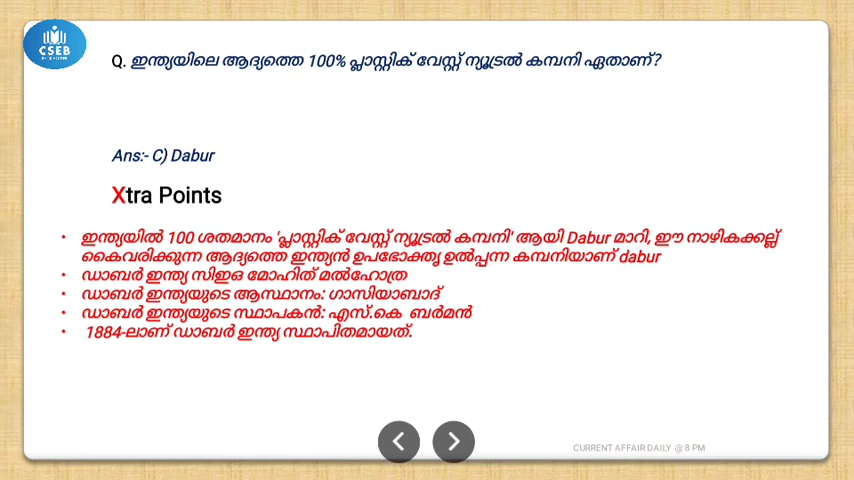 CSEB
Q. ഇന്ത്യയിലെ ആദ്യത്തെ 100% പ്ലാസ്റ്റിക് വേസ്റ്റ് ന്യൂട്രൽ കമ്പനി ഏതാണ്?
Ans:- C) Dabur
Xtra Points
• ഇന്ത്യയിൽ 100 ശതമാനം 'പ്ലാസ്റ്റിക് വേസ്റ്റ് ന്യൂട്രൽ കമ്പനി' ആയി Dabur മാറി, ഈ നാഴികക്കല്ല്
കൈവരിക്കുന്ന ആദ്യത്തെ ഇന്ത്യൻ ഉപഭോക്തൃ ഉൽപ്പന്ന കമ്പനിയാണ് dabur
• ഡാബർ ഇന്ത്യ സിഇഒ മോഹിത് മൽഹോത്ര
• ഡാബർ ഇന്ത്യയുടെ ആസ്ഥാനം: ഗാസിയാബാദ്
• ഡാബർ ഇന്ത്യയുടെ സ്ഥാപകൻ: എസ്.കെ ബർമൻ
• 1884-ലാണ് ഡാബർ ഇന്ത്യ സ്ഥാപിതമായത്.
CURRENT AFFAIR DAILY @ 8 PM